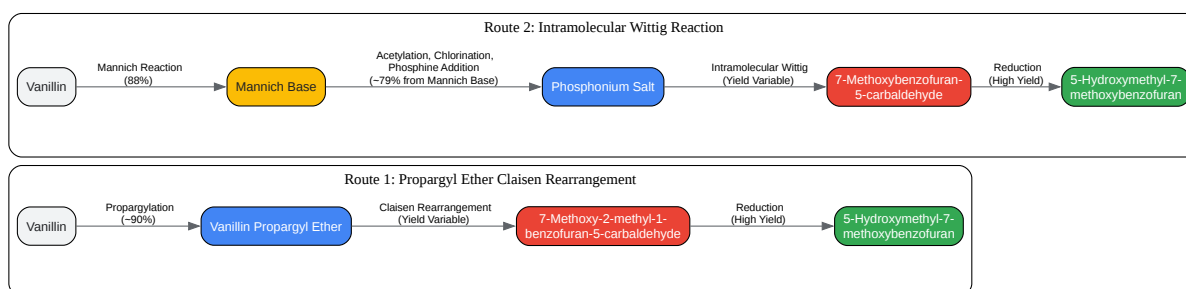 Route 2: Intramolecular Wittig Reaction
Vanillin
Mannich Reaction
(88%)
Mannich Base
Acetylation, Chlorination,
Phosphine Addition
(~79% from Mannich Base)
Phosphonium Salt
Intramolecular Wittig
(Yield Variable)
7-Methoxybenzofuran-
5-carbaldehyde
Reduction
(High Yield)
5-Hydroxymethyl-7-
methoxybenzofuran
Route 1: Propargyl Ether Claisen Rearrangement
Vanillin
Propargylation
(~90%)
Vanillin Propargyl Ether
Claisen Rearrangement
(Yield Variable)
7-Methoxy-2-methyl-1-
benzofuran-5-carbaldehyde
Reduction
(High Yield)
5-Hydroxymethyl-7-
methoxybenzofuran